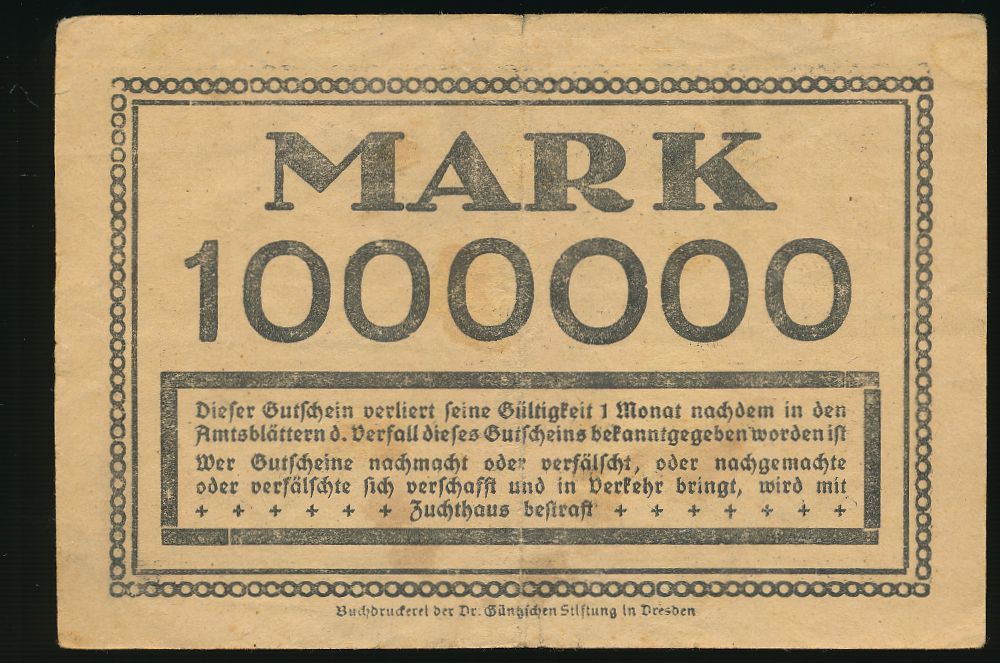 MARK
1000000
Dieser Gutschein verliert seine Gültigkeit 1 Monat nachdem in den
Amtsblättern d. Verfall dieses Gutscheins bekanntgegeben worden ist
Wer Gutscheine nachmacht oder verfälscht, oder nachgemachte
oder verfälschte sich verschafft und in Verkehr bringt, wird mit
+ + + + + + Zuchthaus bestraft + + + + + + +
Buchdruckerei der Dr. Güntzschen Stiftung in Dresden